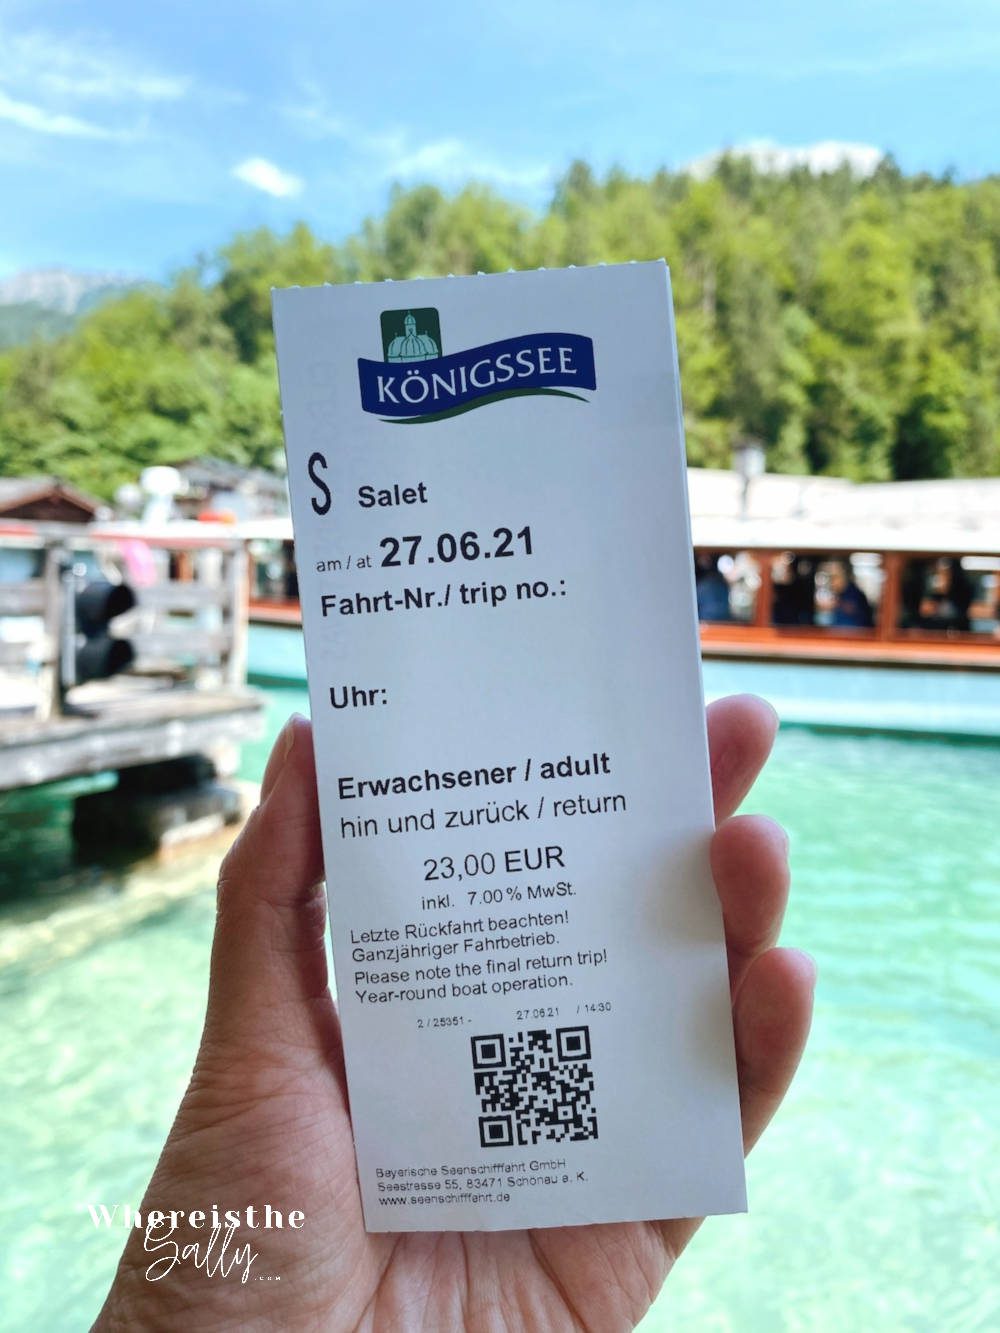 KÖNIGSSEE
S Salet
am / at 27.06.21
Fahrt-Nr./ trip no.:
Uhr:
Erwachsener / adult
hin und zurück / return
23,00 EUR
inkl. 7.00 % MwSt.
Letzte Rückfahrt beachten!
Ganzjähriger Fahrbetrieb.
Please note the final return trip!
Year-round boat operation.
2 / 25351 - 27.06.21 / 14:30
Bayerische Seenschifffahrt GmbH
Seestrasse 55, 83471 Schönau a. K.
www.seenschifffahrt.de
Whereisthe
Sally
.COM